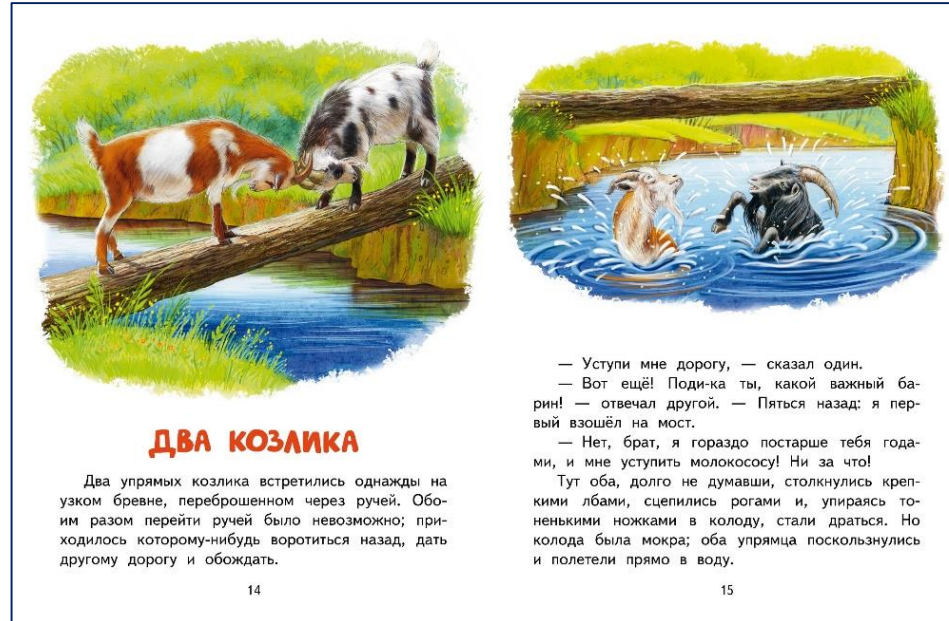 ДВА КОЗЛИКА
Два упрямых козлика встретились однажды на
узком бревне, переброшенном через ручей. Обо-
им разом перейти ручей было невозможно; при-
ходилось которому-нибудь воротиться назад, дать
другому дорогу и обождать.
14
— Уступи мне дорогу, — сказал один.
— Вот ещё! Поди-ка ты, какой важный ба-
рин! — отвечал другой. — Пяться назад: я пер-
вый взошёл на мост.
— Нет, брат, я гораздо постарше тебя года-
ми, и мне уступить молокососу! Ни за что!
Тут оба, долго не думавши, столкнулись креп-
кими лбами, сцепились рогами и, упираясь то-
ненькими ножками в колоду, стали драться. Но
колода была мокра; оба упрямца поскользнулись
и полетели прямо в воду.
15